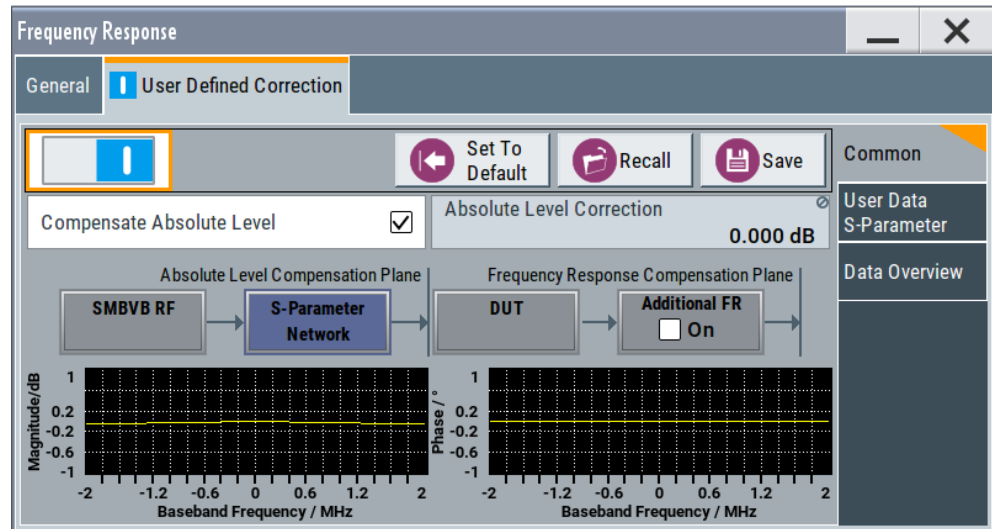 Frequency Response
General
User Defined Correction
Set To
Default
Recall
Save
Common
User Data
S-Parameter
Data Overview
Compensate Absolute Level
Absolute Level Correction
0.000 dB
Absolute Level Compensation Plane
Frequency Response Compensation Plane
SMBVB RF
S-Parameter
Network
DUT
Additional FR
On
Magnitude/dB
1
0.2
-0.2
-0.6
-1
-2 -1.2 -0.6 0 0.6 1.2 2
Baseband Frequency / MHz
Phase / °
1
0.2
-0.2
-0.6
-1
-2 -1.2 -0.6 0 0.6 1.2 2
Baseband Frequency / MHz